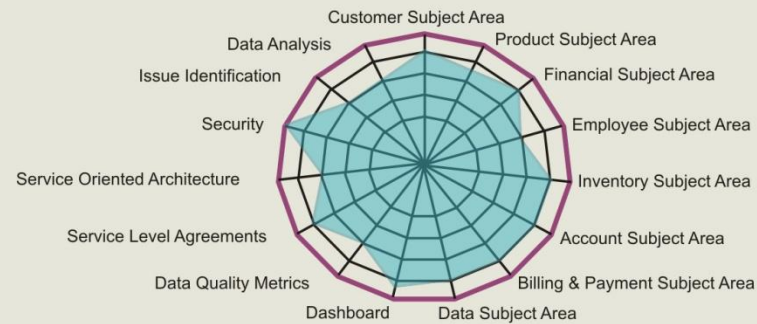 Customer Subject Area
Product Subject Area
Financial Subject Area
Employee Subject Area
Inventory Subject Area
Account Subject Area
Billing & Payment Subject Area
Data Subject Area
Dashboard
Data Quality Metrics
Service Level Agreements
Service Oriented Architecture
Security
Issue Identification
Data Analysis